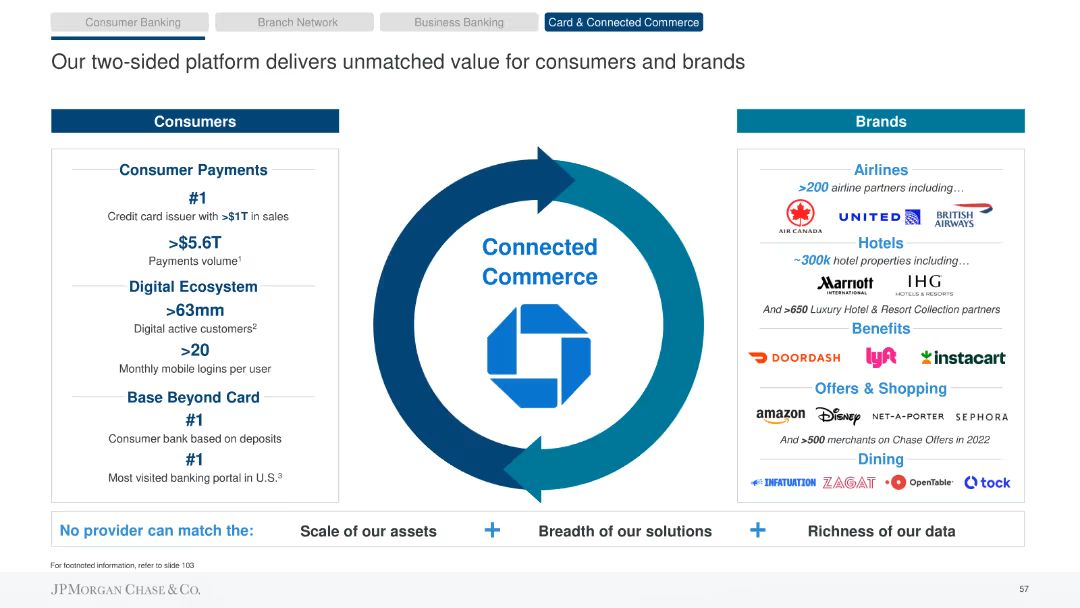 Consumer Banking
Branch Network
Business Banking
Card & Connected Commerce
Our two-sided platform delivers unmatched value for consumers and brands
Consumers
Consumer Payments
#1
Credit card issuer with >$1T in sales
>$5.6T
Payments volume¹
Digital Ecosystem
>63mm
Digital active customers²
>20
Monthly mobile logins per user
Base Beyond Card
#1
Consumer bank based on deposits
#1
Most visited banking portal in U.S.³
Connected
Commerce
Brands
Airlines
>200 airline partners including…
AIR CANADA
UNITED
BRITISH
AIRWAYS
Hotels
~300k hotel properties including…
Marriott
INTERNATIONAL
IHG
HOTELS & RESORTS
And >650 Luxury Hotel & Resort Collection partners
Benefits
DOORDASH
lyft
instacart
Offers & Shopping
amazon
Disney
NET-A-PORTER
SEPHORA
And >500 merchants on Chase Offers in 2022
Dining
INFATUATION
ZAGAT
OpenTable
tock
No provider can match the:
Scale of our assets
+
Breadth of our solutions
+
Richness of our data
For footnoted information, refer to slide 103
JPMORGAN CHASE & CO.
57